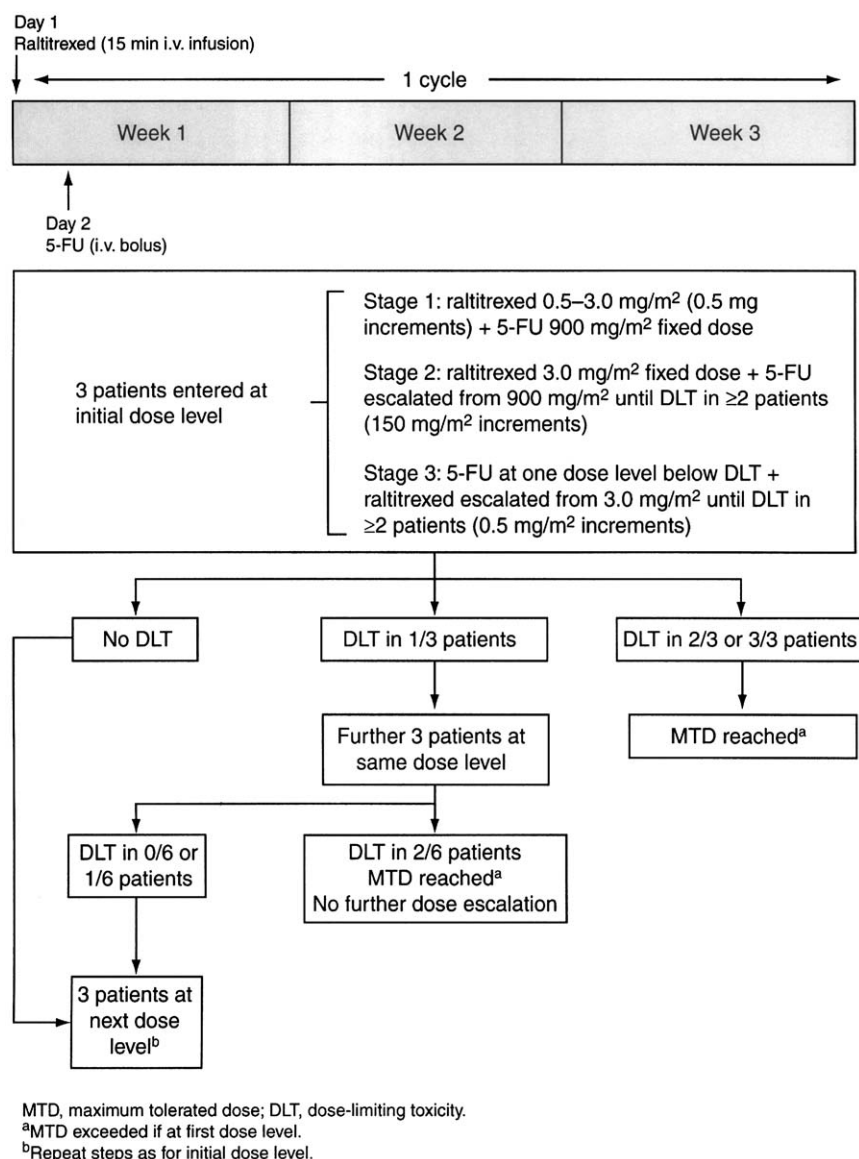 Day 1
Raltitrexed (15 min i.v. infusion)
1 cycle
Week 1
Week 2
Week 3
Day 2
5-FU (i.v. bolus)
3 patients entered at
initial dose level
Stage 1: raltitrexed 0.5–3.0 mg/m² (0.5 mg
increments) + 5-FU 900 mg/m² fixed dose
Stage 2: raltitrexed 3.0 mg/m² fixed dose + 5-FU
escalated from 900 mg/m² until DLT in ≥2 patients
(150 mg/m² increments)
Stage 3: 5-FU at one dose level below DLT +
raltitrexed escalated from 3.0 mg/m² until DLT in
≥2 patients (0.5 mg/m² increments)
No DLT
DLT in 1/3 patients
DLT in 2/3 or 3/3 patients
Further 3 patients at
same dose level
MTD reachedᵃ
DLT in 0/6 or
1/6 patients
DLT in 2/6 patients
MTD reachedᵃ
No further dose escalation
3 patients at
next dose
levelᵇ
MTD, maximum tolerated dose; DLT, dose-limiting toxicity.
ᵃMTD exceeded if at first dose level.
ᵇRepeat steps as for initial dose level.